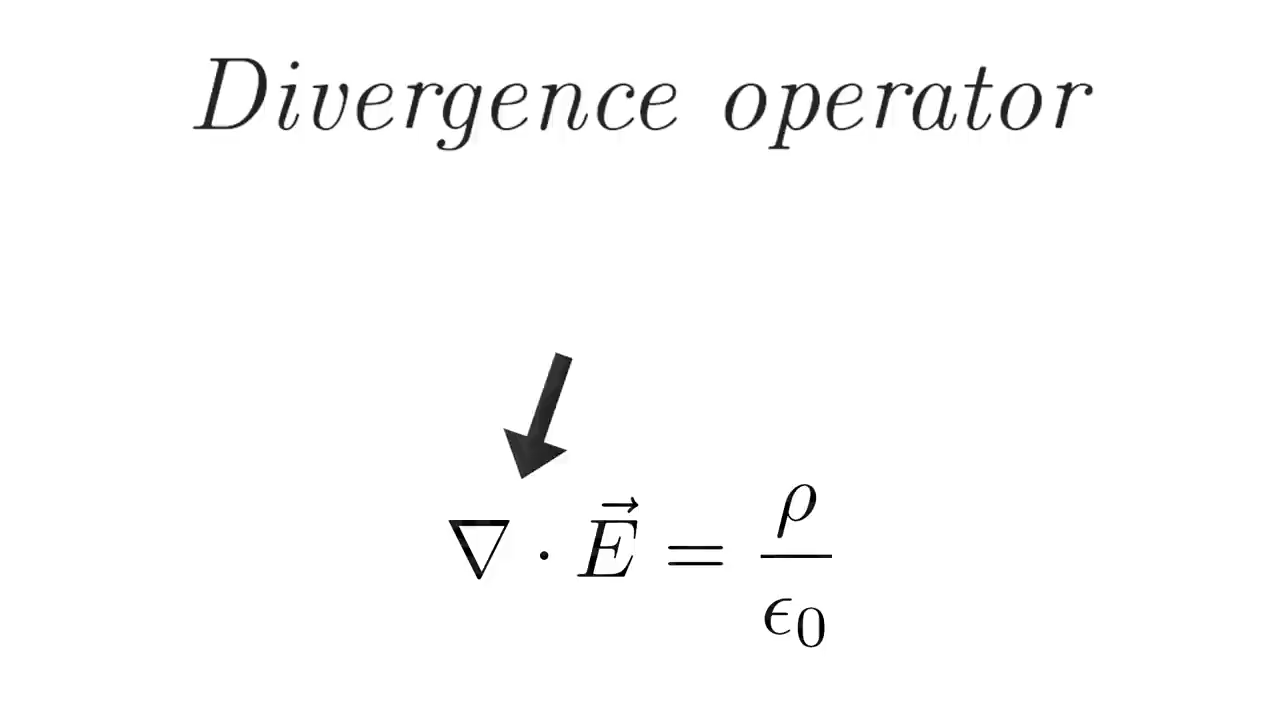 Divergence operator
∇ · E⃗ = ρ/ϵ₀